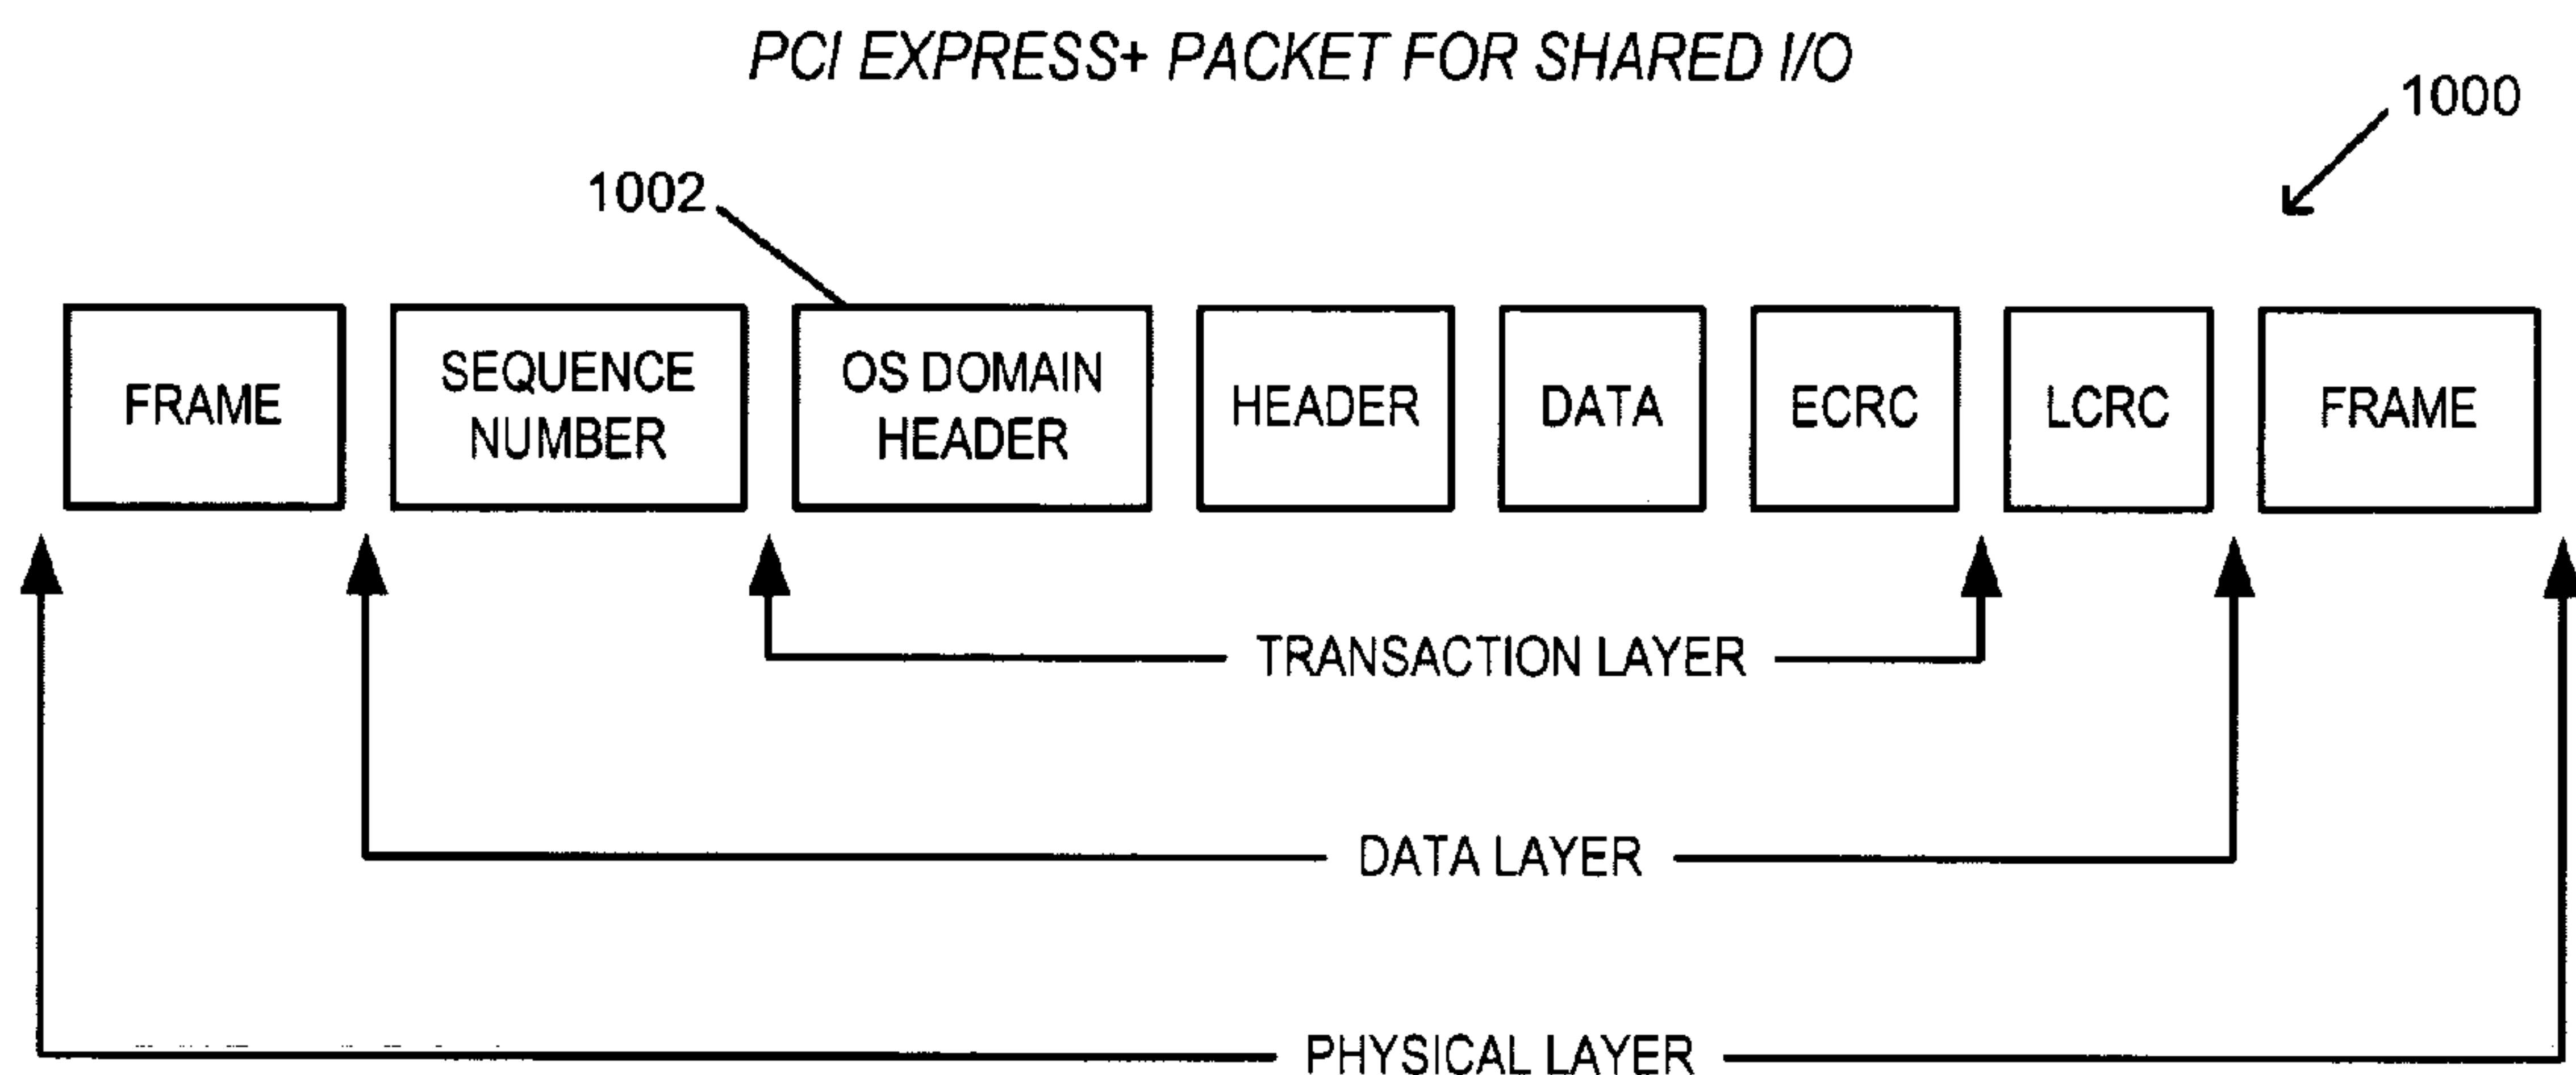 PCI EXPRESS+ PACKET FOR SHARED I/O
1000
1002
FRAME
SEQUENCE
NUMBER
OS DOMAIN
HEADER
HEADER
DATA
ECRC
LCRC
FRAME
TRANSACTION LAYER
DATA LAYER
PHYSICAL LAYER